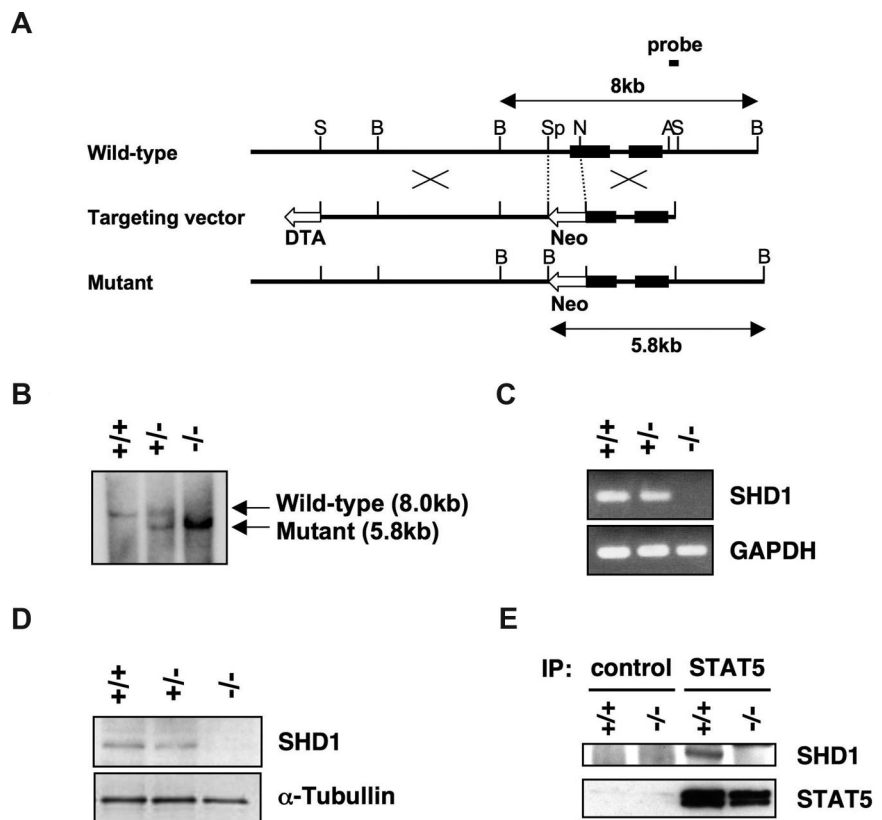 A
probe
8kb
S B B Sp N AS B
Wild-type
Targeting vector
DTA Neo
B B B
Mutant
Neo
5.8kb
B
+/+ +/- -/-
Wild-type (8.0kb)
Mutant (5.8kb)
C
+/+ +/- -/-
SHD1
GAPDH
D
+/+ +/- -/-
SHD1
α-Tubullin
E
IP: control STAT5
+/+ -/- +/+ -/-
SHD1
STAT5